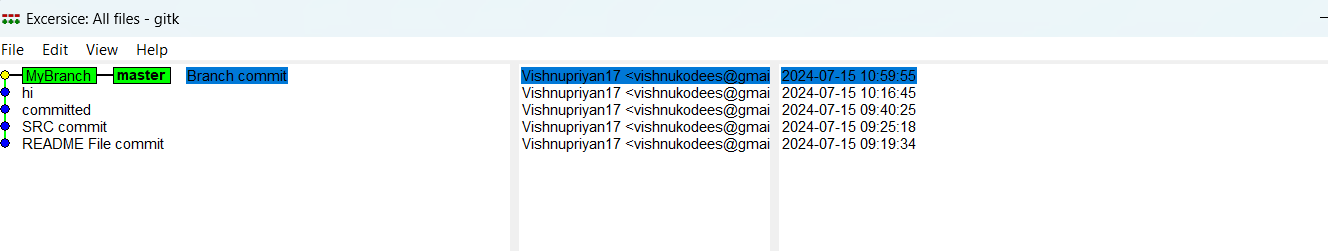 Excersice: All files - gitk
File Edit View Help
MyBranch master Branch commit Vishnupriyan17 <vishnukodees@gmai 2024-07-15 10:59:55
hi Vishnupriyan17 <vishnukodees@gmai 2024-07-15 10:16:45
committed Vishnupriyan17 <vishnukodees@gmai 2024-07-15 09:40:25
SRC commit Vishnupriyan17 <vishnukodees@gmai 2024-07-15 09:25:18
README File commit Vishnupriyan17 <vishnukodees@gmai 2024-07-15 09:19:34